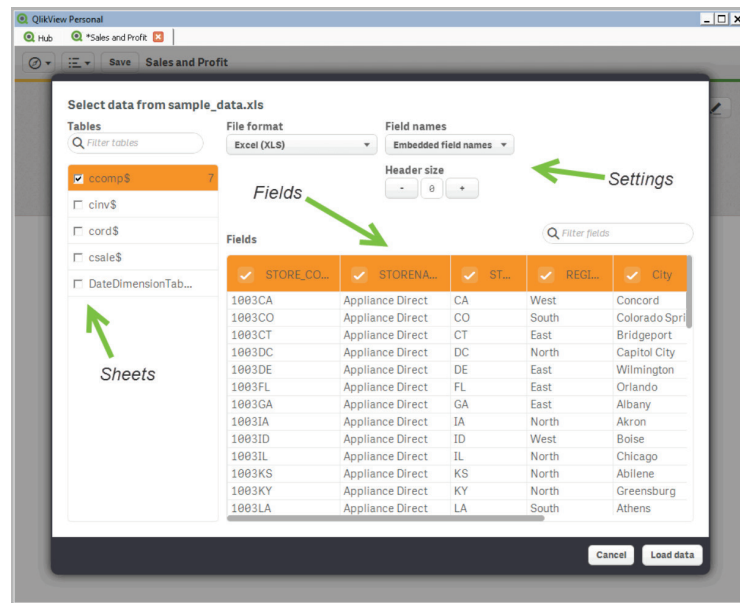 QlikView Personal
Hub *Sales and Profit
Save Sales and Profit
Select data from sample_data.xls
Tables File format Field names
Filter tables Excel (XLS) Embedded field names
Header size
- 0 +
ccomp$ 7
cinv$
cord$
csale$
DateDimensionTab...
Fields
Settings
Sheets
Fields Filter fields
STORE_CO... STORENA... ST... REGI... City
1003CA Appliance Direct CA West Concord
1003CO Appliance Direct CO South Colorado Spri
1003CT Appliance Direct CT East Bridgeport
1003DC Appliance Direct DC North Capitol City
1003DE Appliance Direct DE East Wilmington
1003FL Appliance Direct FL East Orlando
1003GA Appliance Direct GA East Albany
1003IA Appliance Direct IA North Akron
1003ID Appliance Direct ID West Boise
1003IL Appliance Direct IL North Chicago
1003KS Appliance Direct KS North Abilene
1003KY Appliance Direct KY North Greensburg
1003LA Appliance Direct LA South Athens
Cancel Load data